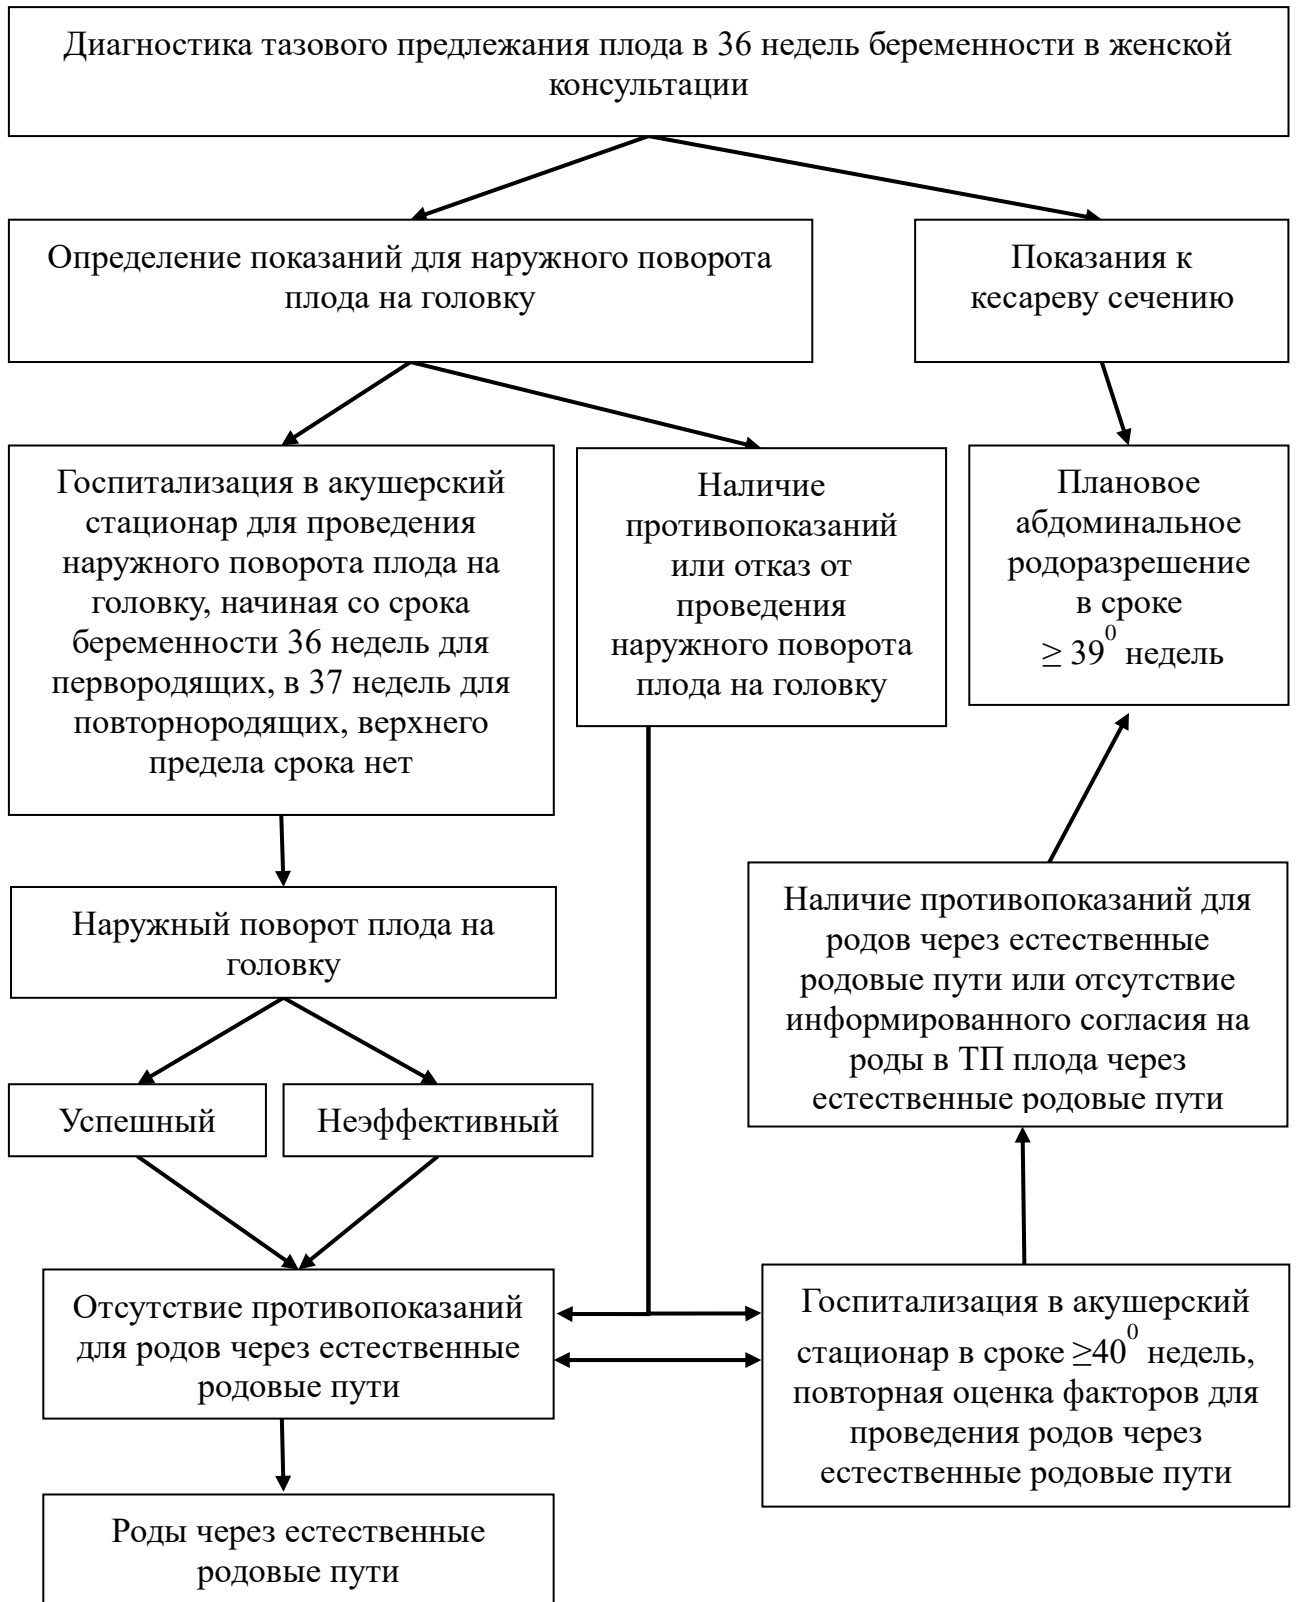 Диагностика тазового предлежания плода в 36 недель беременности в женской
консультации
Определение показаний для наружного поворота
плода на головку
Показания к
кесареву сечению
Госпитализация в акушерский
стационар для проведения
наружного поворота плода на
головку, начиная со срока
беременности 36 недель для
первородящих, в 37 недель для
повторнородящих, верхнего
предела срока нет
Наличие
противопоказаний
или отказ от
проведения
наружного поворота
плода на головку
Плановое
абдоминальное
родоразрешение
в сроке
≥ 39⁰ недель
Наружный поворот плода на
головку
Наличие противопоказаний для
родов через естественные
родовые пути или отсутствие
информированного согласия на
роды в ТП плода через
естественные родовые пути
Успешный
Неэффективный
Отсутствие противопоказаний
для родов через естественные
родовые пути
Госпитализация в акушерский
стационар в сроке ≥40⁰ недель,
повторная оценка факторов для
проведения родов через
естественные родовые пути
Роды через естественные
родовые пути